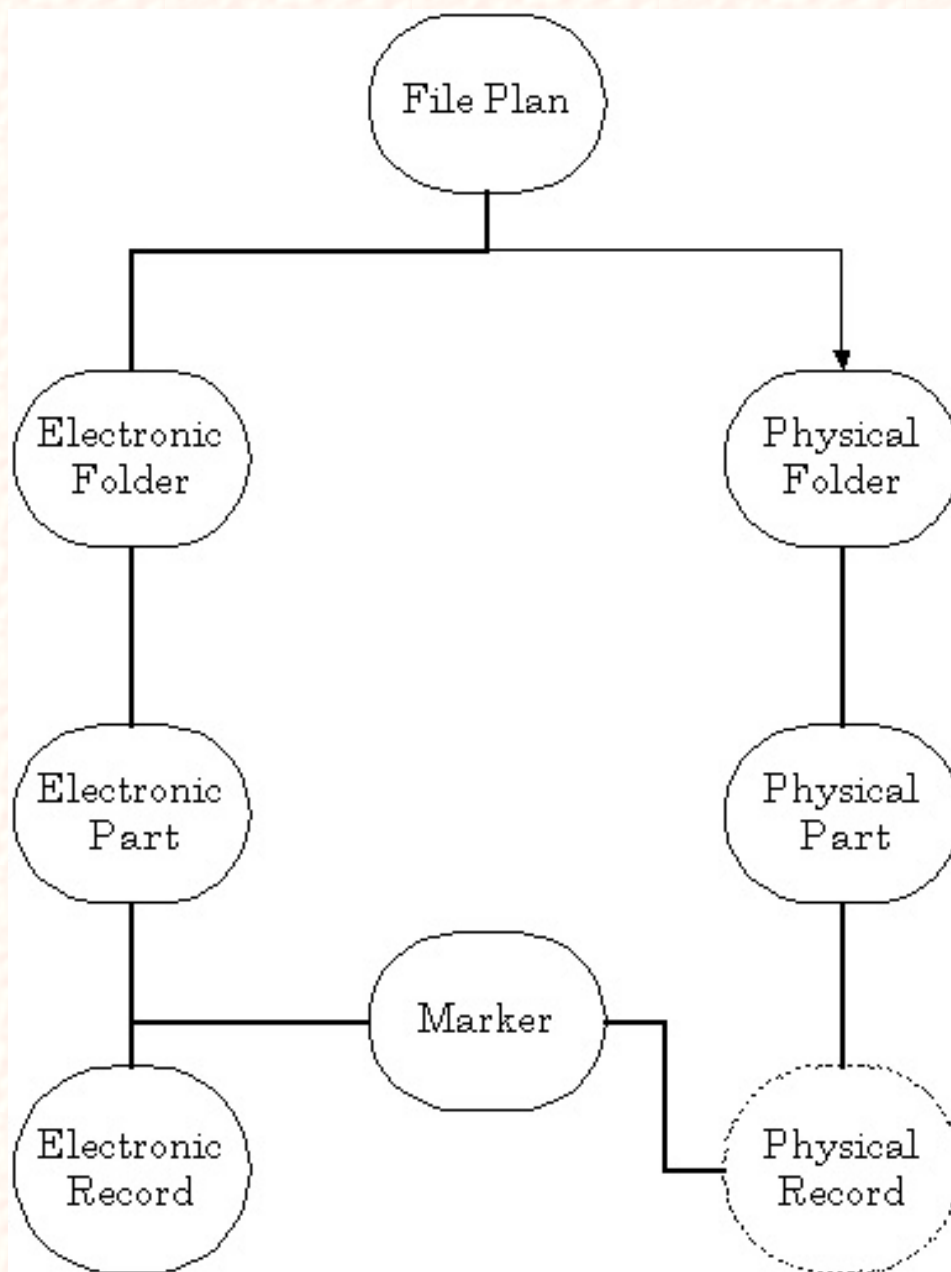 File Plan
Electronic
Folder
Physical
Folder
Electronic
Part
Physical
Part
Marker
Electronic
Record
Physical
Record